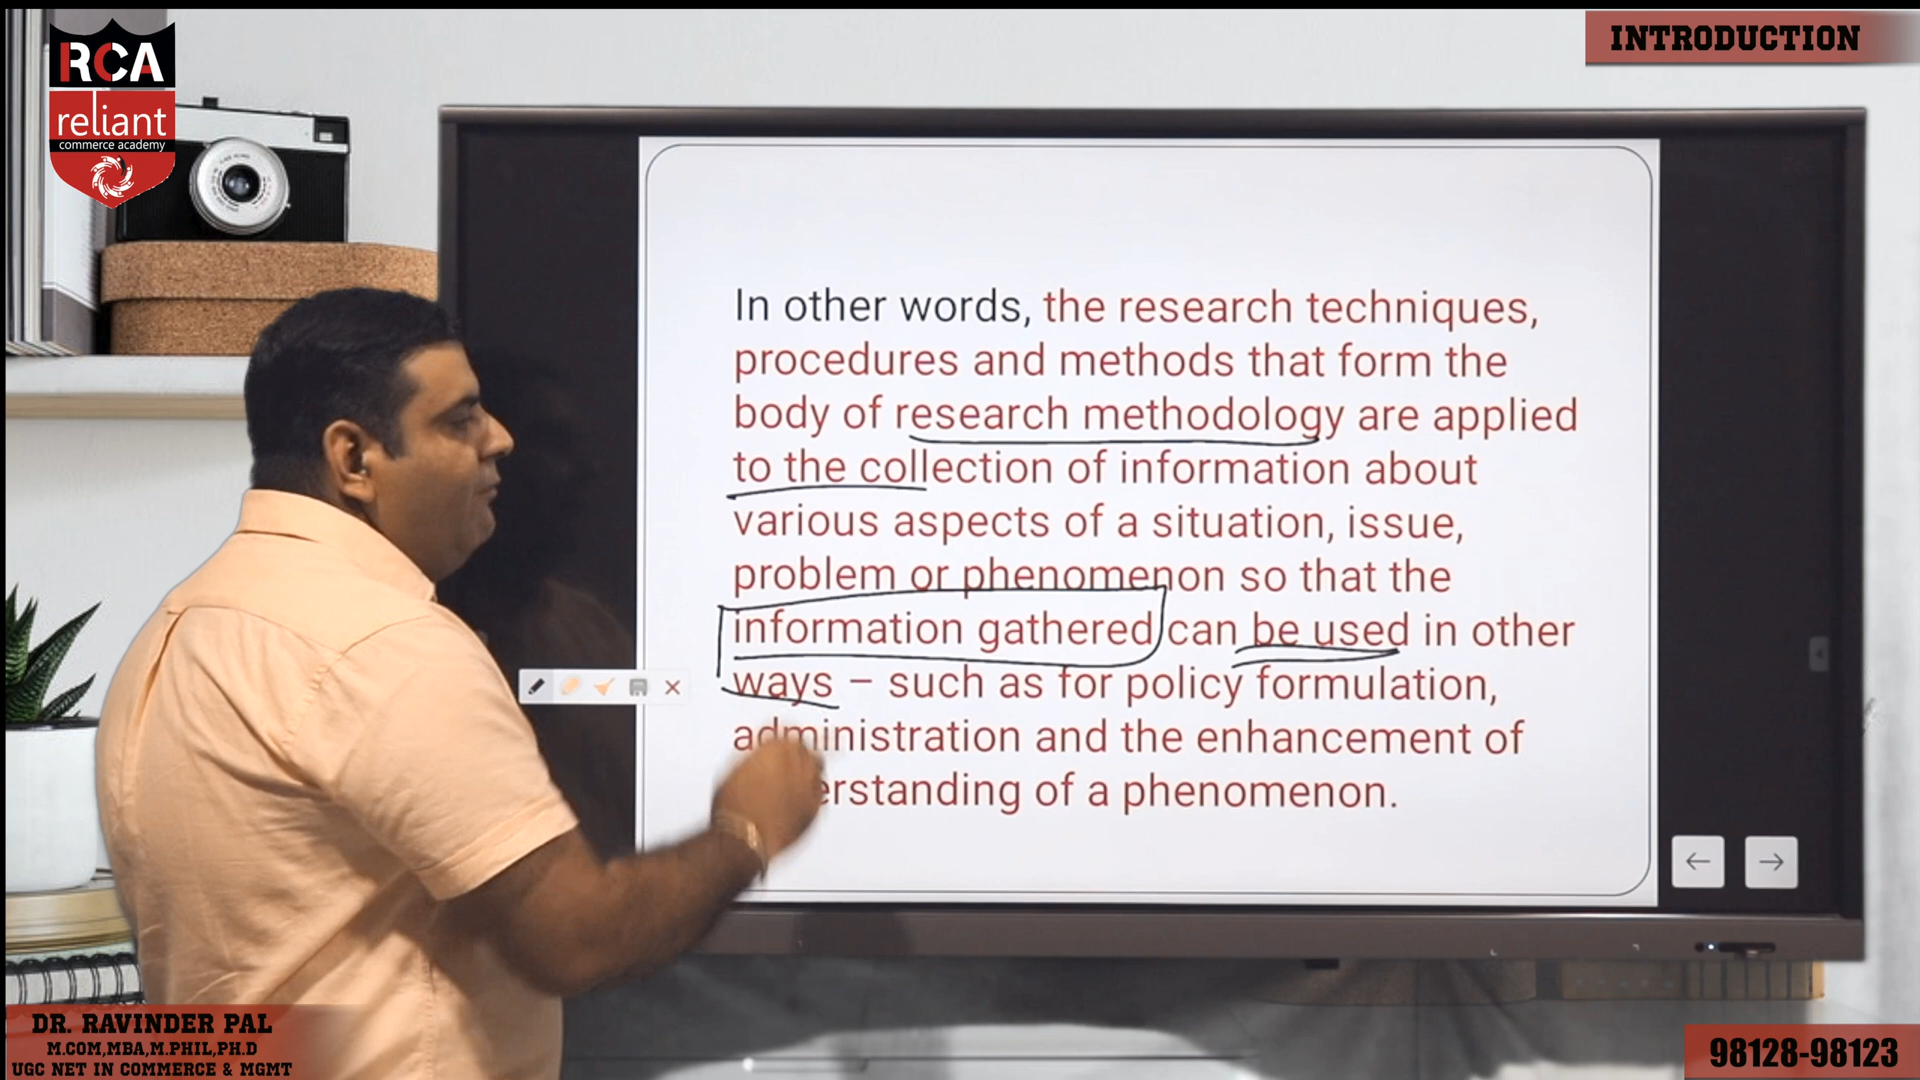 RCA
reliant
commerce academy
INTRODUCTION
In other words, the research techniques,
procedures and methods that form the
body of research methodology are applied
to the collection of information about
various aspects of a situation, issue,
problem or phenomenon so that the
information gathered can be used in other
ways – such as for policy formulation,
administration and the enhancement of
erstanding of a phenomenon.
DR. RAVINDER PAL
M.COM,MBA,M.PHIL,PH.D
UGC NET IN COMMERCE & MGMT
98128-98123